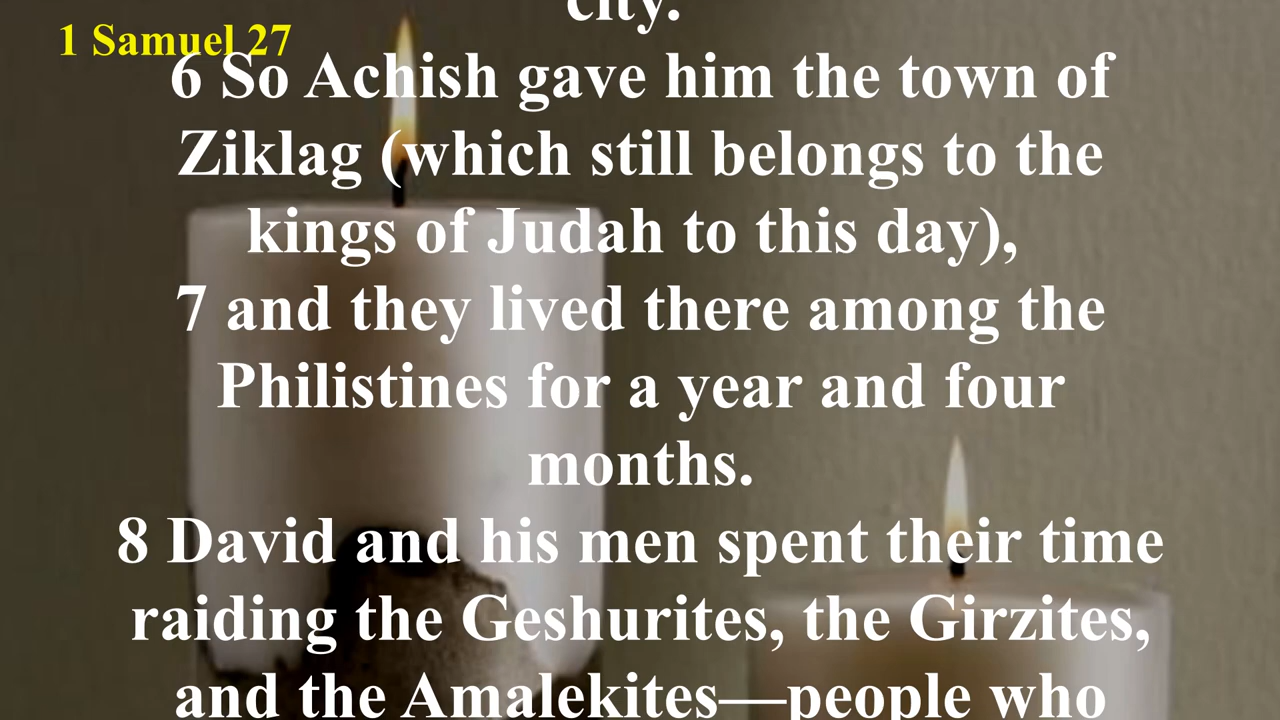 city.
1 Samuel 27
6 So Achish gave him the town of
Ziklag (which still belongs to the
kings of Judah to this day),
7 and they lived there among the
Philistines for a year and four
months.
8 David and his men spent their time
raiding the Geshurites, the Girzites,
and the Amalekites—people who